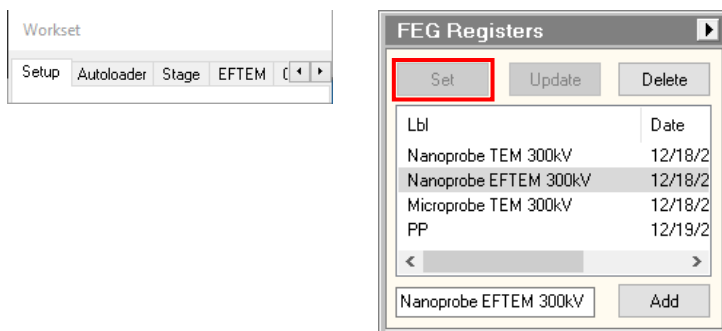 Workset
Setup Autoloader Stage EFTEM
FEG Registers
Set Update Delete
Lbl Date
Nanoprobe TEM 300kV 12/18/2
Nanoprobe EFTEM 300kV 12/18/2
Microprobe TEM 300kV 12/18/2
PP 12/19/2
Nanoprobe EFTEM 300kV Add